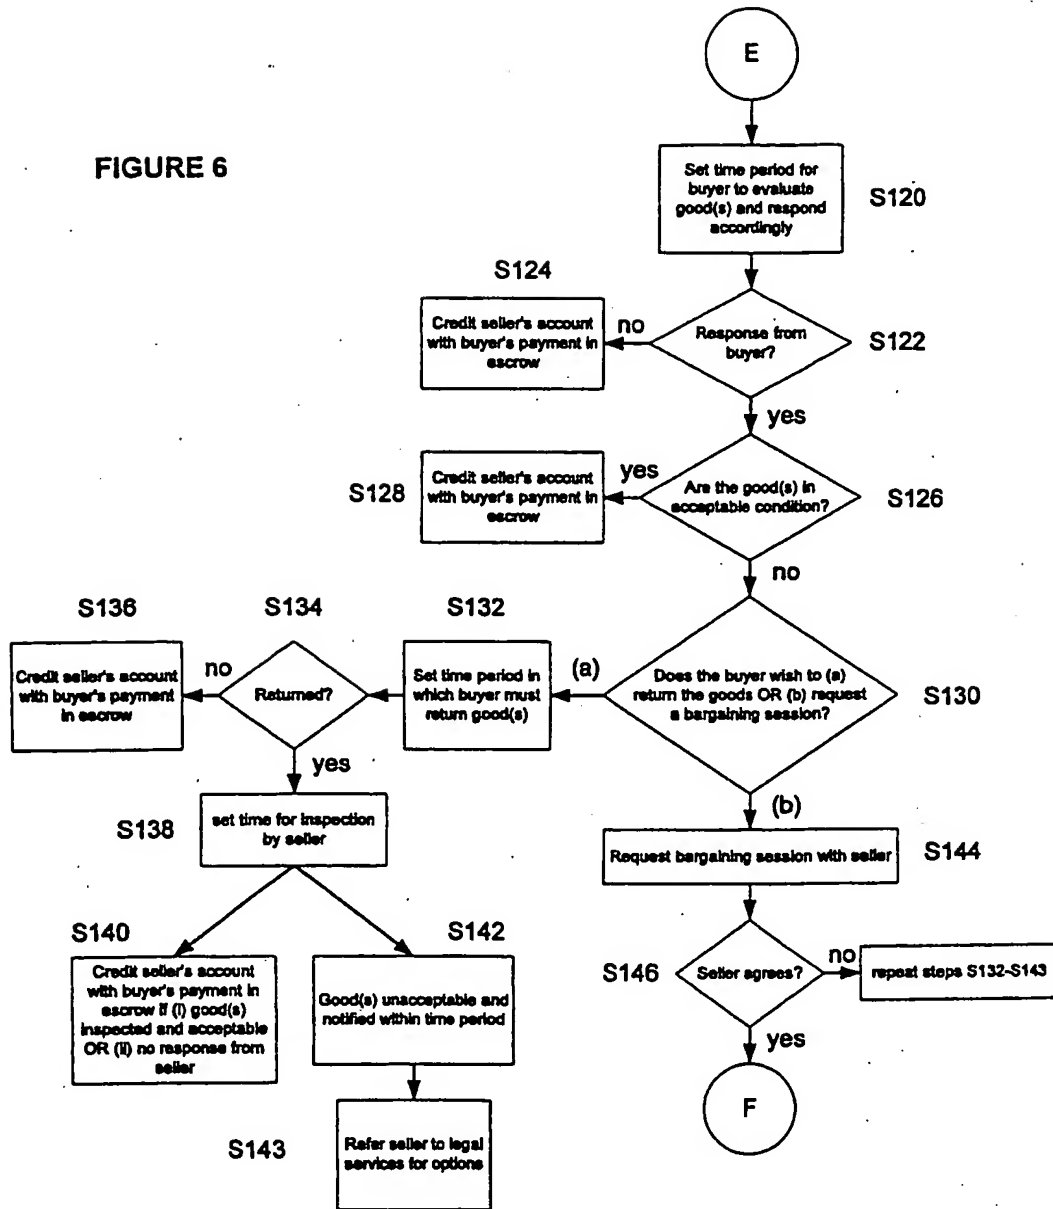 E
FIGURE 6
Set time period for
buyer to evaluate
good(s) and respond
accordingly
S120
S124
Credit seller's account
with buyer's payment in
escrow
no
Response from
buyer?
S122
yes
S128
Credit seller's account
with buyer's payment in
escrow
yes
Are the good(s) in
acceptable condition?
S126
no
S136
S134
S132
Credit seller's account
with buyer's payment
in escrow
no
Returned?
Set time period in
which buyer must
return good(s)
(a)
Does the buyer wish to (a)
return the goods OR (b) request
a bargaining session?
S130
yes
(b)
S138
set time for inspection
by seller
Request bargaining session with seller
S144
S140
S142
Credit seller's account
with buyer's payment in
escrow if (i) good(s)
inspected and acceptable
OR (ii) no response from
seller
Good(s) unacceptable and
notified within time period
S146
Seller agrees?
no
repeat steps S132-S143
yes
F
S143
Refer seller to legal
services for options